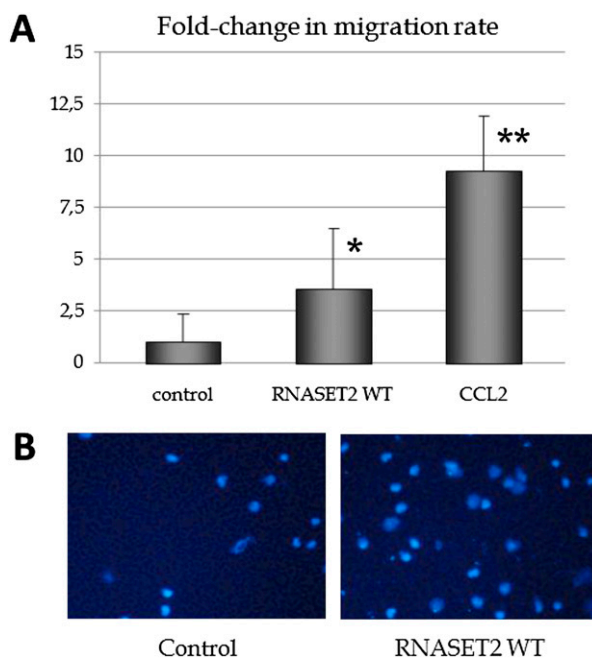 A
Fold-change in migration rate
15
12,5
10
7,5
5
2,5
0
*
**
control RNASET2 WT CCL2
B
Control RNASET2 WT